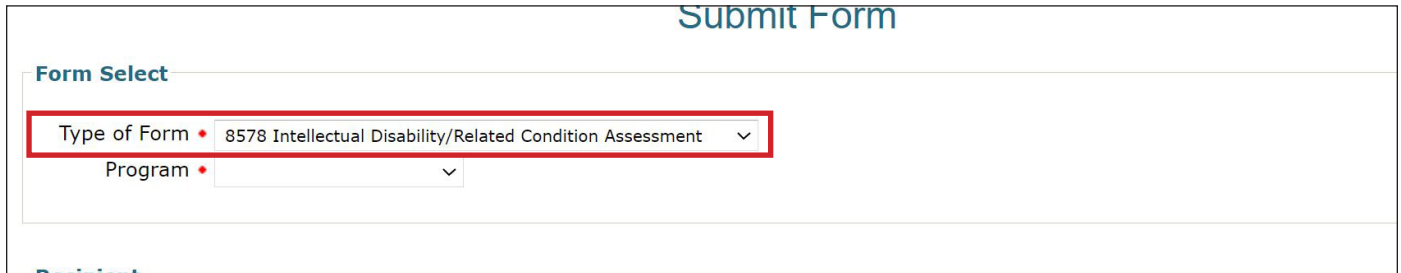 Submit Form
Form Select
Type of Form 8578 Intellectual Disability/Related Condition Assessment
Program